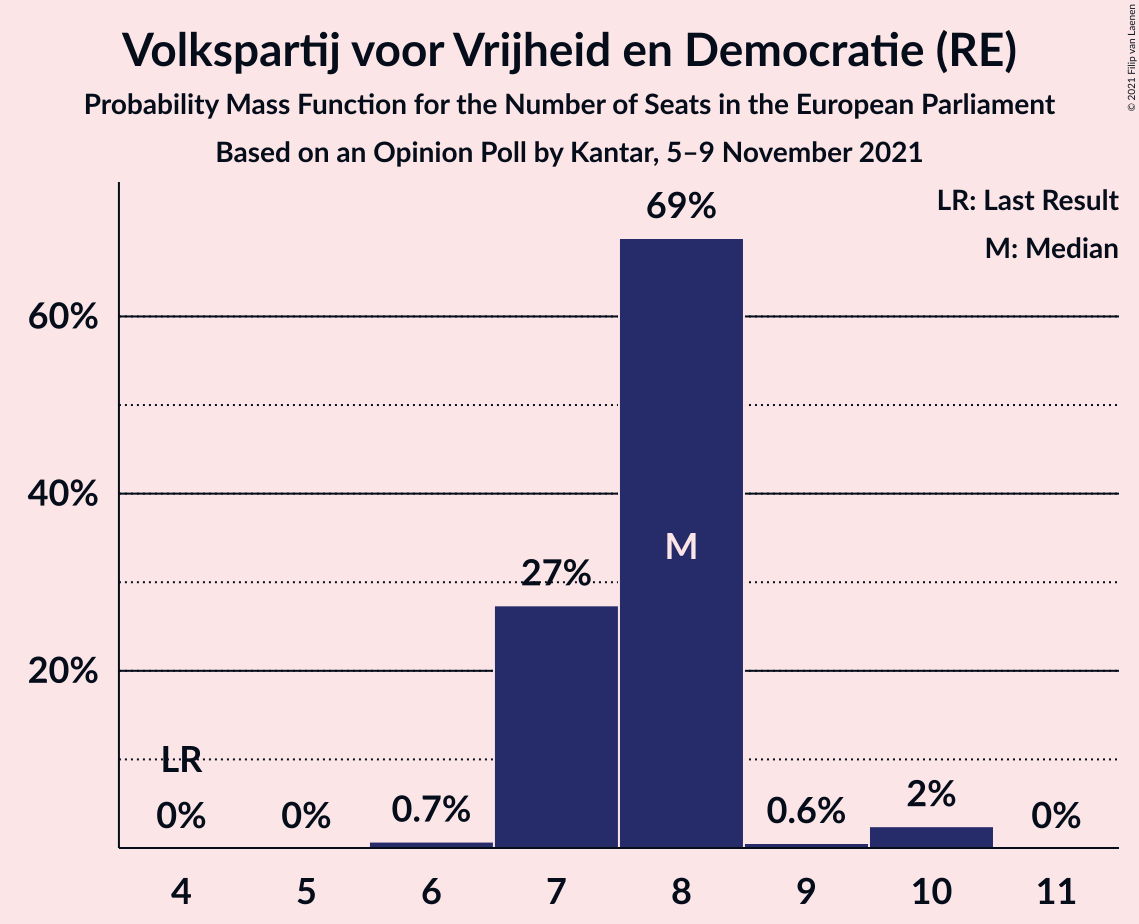 Volkspartij voor Vrijheid en Democratie (RE)
Probability Mass Function for the Number of Seats in the European Parliament
Based on an Opinion Poll by Kantar, 5–9 November 2021
© 2021 Filip van Laenen
LR: Last Result
M: Median
60%
40%
20%
LR
0%
0%
0.7%
27%
69%
M
0.6%
2%
0%
4 5 6 7 8 9 10 11